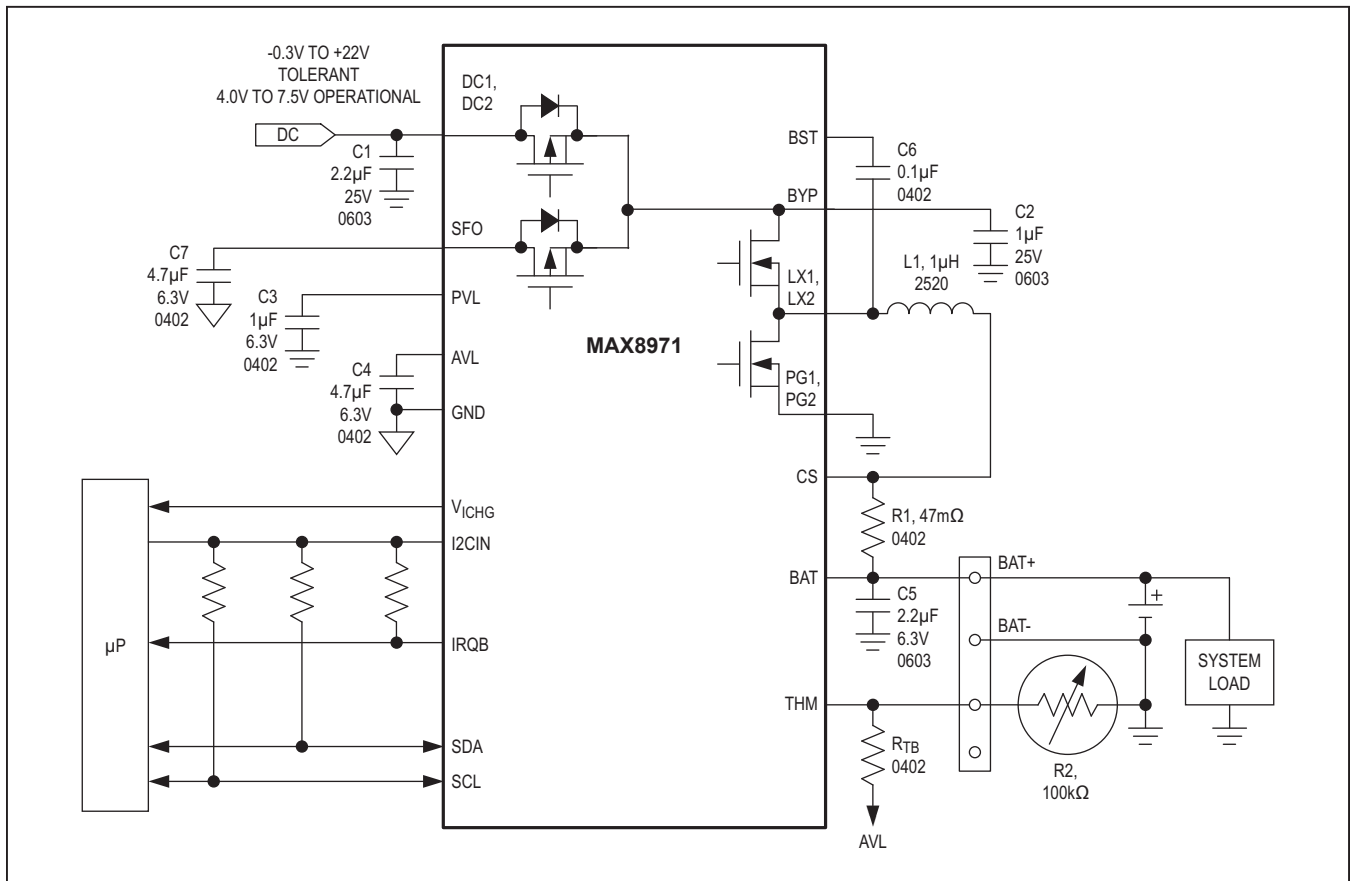 -0.3V TO +22V
TOLERANT
4.0V TO 7.5V OPERATIONAL
DC
C1
2.2µF
25V
0603
DC1,
DC2
SFO
C7
4.7µF
6.3V
0402
C3
1µF
6.3V
0402
PVL
AVL
C4
4.7µF
6.3V
0402
GND
MAX8971
BST
C6
0.1µF
0402
BYP
C2
1µF
25V
0603
LX1,
LX2
L1, 1µH
2520
PG1,
PG2
CS
R1, 47mΩ
0402
BAT
C5
2.2µF
6.3V
0603
BAT+
+
BAT-
SYSTEM
LOAD
THM
RTB
0402
AVL
R2,
100kΩ
µP
VICHG
I2CIN
IRQB
SDA
SCL